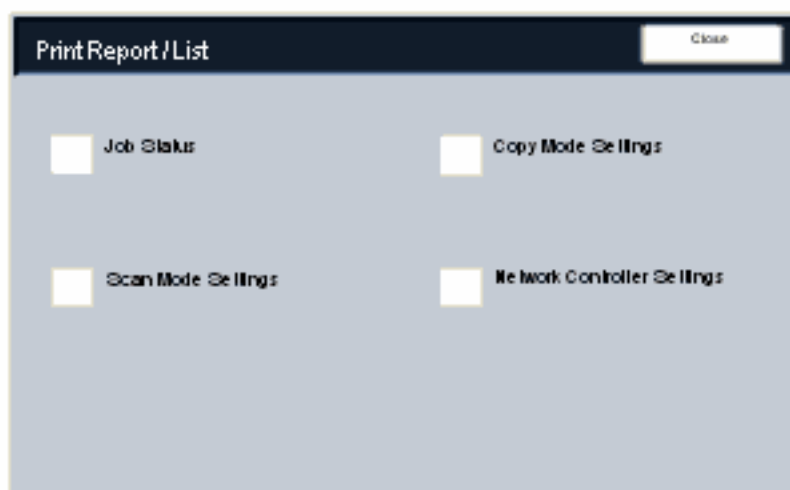 Print Report / List
Close
Job Status
Copy Mode Settings
Scan Mode Settings
Network Controller Settings